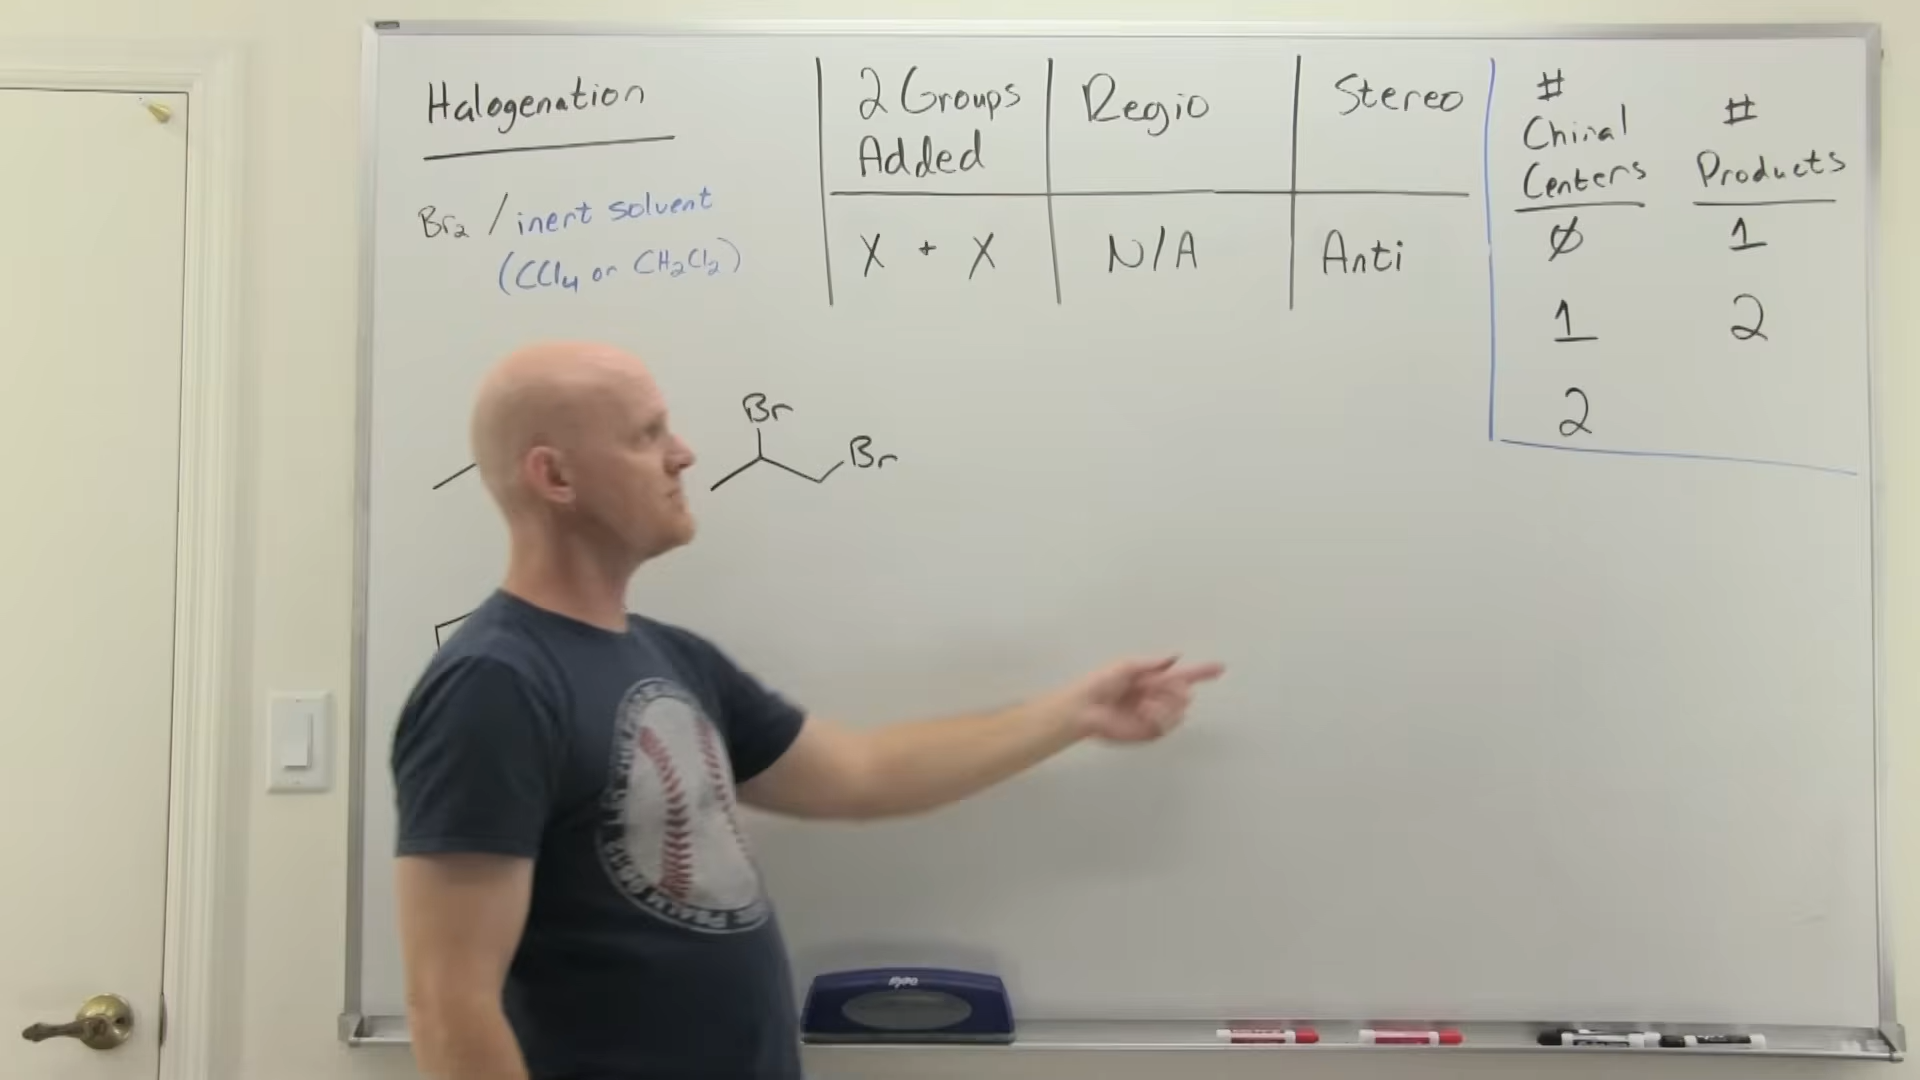 Halogenation
Br₂ / inert solvent
(CCl₄ or CH₂Cl₂)
2 Groups
Added
Regio
Stereo
X + X
N/A
Anti
#
Chiral
Centers
#
Products
Ø
1
1
2
2
Br
Br
EXPO